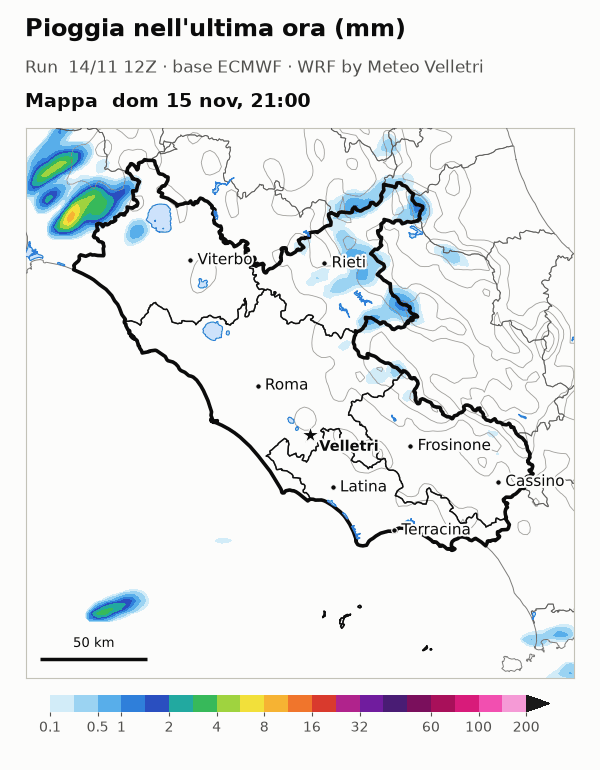 Pioggia nell'ultima ora (mm)
Run  14/11 12Z · base ECMWF · WRF by Meteo Velletri
Mappa  dom 15 nov, 21:00
Viterbo
Rieti
Roma
Velletri
Frosinone
Latina
Cassino
Terracina
50 km
0.1 0.5 1 2 4 8 16 32 60 100 200